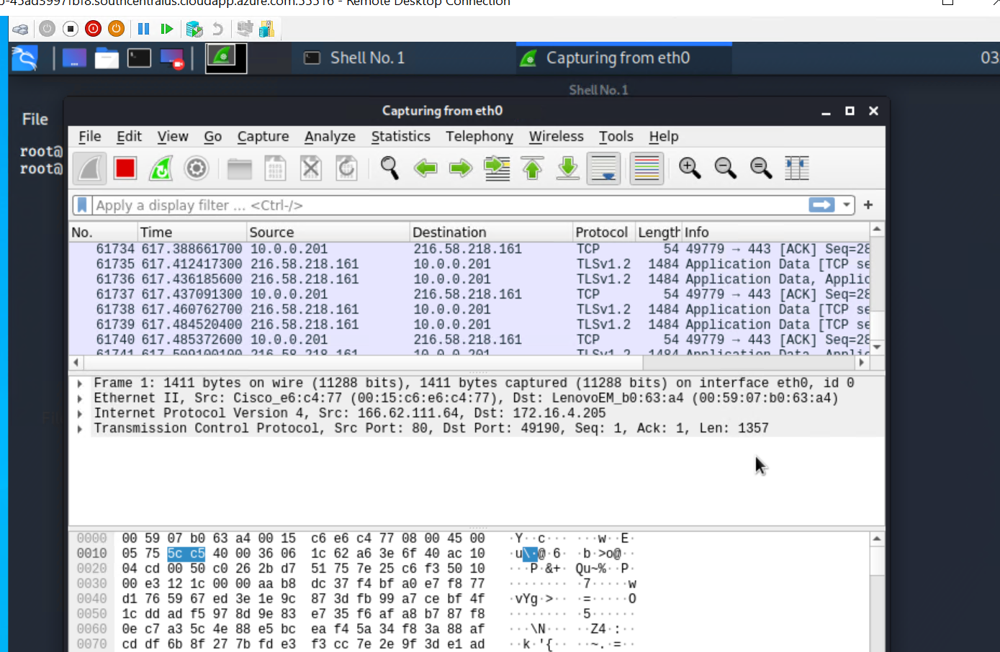 -45ad3997fbf8.southcentralus.cloudapp.azure.com:55516 - Remote Desktop Connection
Shell No. 1
Capturing from eth0
03
Shell No. 1
File
Capturing from eth0
File Edit View Go Capture Analyze Statistics Telephony Wireless Tools Help
root@
root@
Apply a display filter ... <Ctrl-/>
No. Time Source Destination Protocol Length Info
61734 617.388661700 10.0.0.201 216.58.218.161 TCP 54 49779 → 443 [ACK] Seq=28
61735 617.412417300 216.58.218.161 10.0.0.201 TLSv1.2 1484 Application Data [TCP se
61736 617.436185600 216.58.218.161 10.0.0.201 TLSv1.2 1484 Application Data, Applic
61737 617.437091300 10.0.0.201 216.58.218.161 TCP 54 49779 → 443 [ACK] Seq=28
61738 617.460762700 216.58.218.161 10.0.0.201 TLSv1.2 1484 Application Data [TCP se
61739 617.484520400 216.58.218.161 10.0.0.201 TLSv1.2 1484 Application Data [TCP se
61740 617.485372600 10.0.0.201 216.58.218.161 TCP 54 49779 → 443 [ACK] Seq=28
61741 617.509100100 216.58.218.161 10.0.0.201 TLSv1.2 1484 Application Data, Applic
Frame 1: 1411 bytes on wire (11288 bits), 1411 bytes captured (11288 bits) on interface eth0, id 0
Ethernet II, Src: Cisco_e6:c4:77 (00:15:c6:e6:c4:77), Dst: LenovoEM_b0:63:a4 (00:59:07:b0:63:a4)
Internet Protocol Version 4, Src: 166.62.111.64, Dst: 172.16.4.205
Transmission Control Protocol, Src Port: 80, Dst Port: 49190, Seq: 1, Ack: 1, Len: 1357
0000 00 59 07 b0 63 a4 00 15 c6 e6 c4 77 08 00 45 00 ·Y··c··· ···w··E·
0010 05 75 5c c5 40 00 36 06 1c 62 a6 3e 6f 40 ac 10 ·u\·@·6· ·b·>o@··
0020 04 cd 00 50 c0 26 2b d7 51 75 7e 25 c6 f3 50 10 ···P·&+· Qu~%··P·
0030 00 e3 12 1c 00 00 aa b8 dc 37 f4 bf a0 e7 f8 77 ········ ·7·····w
0040 d1 76 59 67 ed 3e 1e 9c 87 3d fb 99 a7 ce bf 4f ·vYg·>·· ·=·····O
0050 1c dd ad f5 97 8d 9e 83 e7 35 f6 af a8 b7 87 f8 ········ ·5······
0060 0e c7 a3 5c 4e 88 e5 bc ea f4 5a 34 f8 3a 88 af ···\N··· ··Z4·:··
0070 cd df 6b 8f 27 7b fd e3 f3 cc 7e 2e 9f 3d e1 ad ··k·'{·· ··~.·=··